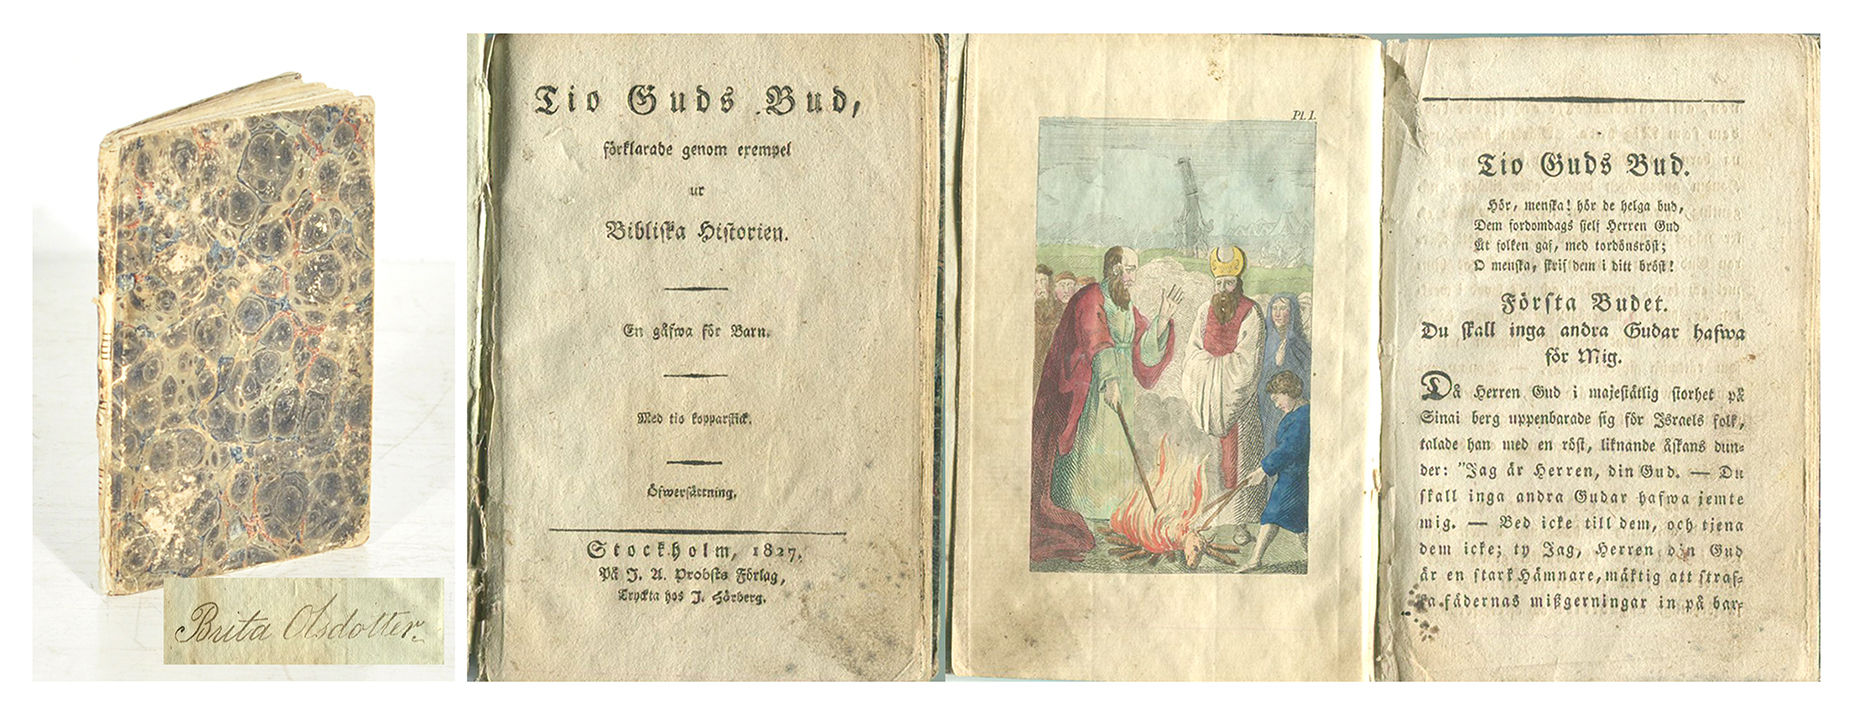 Brita Olsdotter.
Tio Guds Bud,
förklarade genom exempel
ur
Bibliska Historien.
En gåfwa för Barn.
Med tio kopparstick.
Öfwersättning.
Stockholm, 1827.
På J. A. Probsts Förlag,
Tryckta hos J. Hörberg.
Pl. I.
Tio Guds Bud.
Hör, menska! hör de helga bud,
Dem fordomdags sjelf Herren Gud
Åt folken gaf, med tordönsröst;
O menska, skrif dem i ditt bröst!
Första Budet.
Du skall inga andra Gudar hafwa
för Mig.
Då Herren Gud i majestätlig storhet på
Sinai berg uppenbarade sig för Israels folk,
talade han med en röst, liknande åskans dun-
der: "Jag är Herren, din Gud. — Du
skall inga andra Gudar hafwa jemte
mig. — Bed icke till dem, och tjena
dem icke; ty Jag, Herren din Gud
är en stark Hämnare, mäktig att straf-
fa fädernas mißgerningar in på bar-